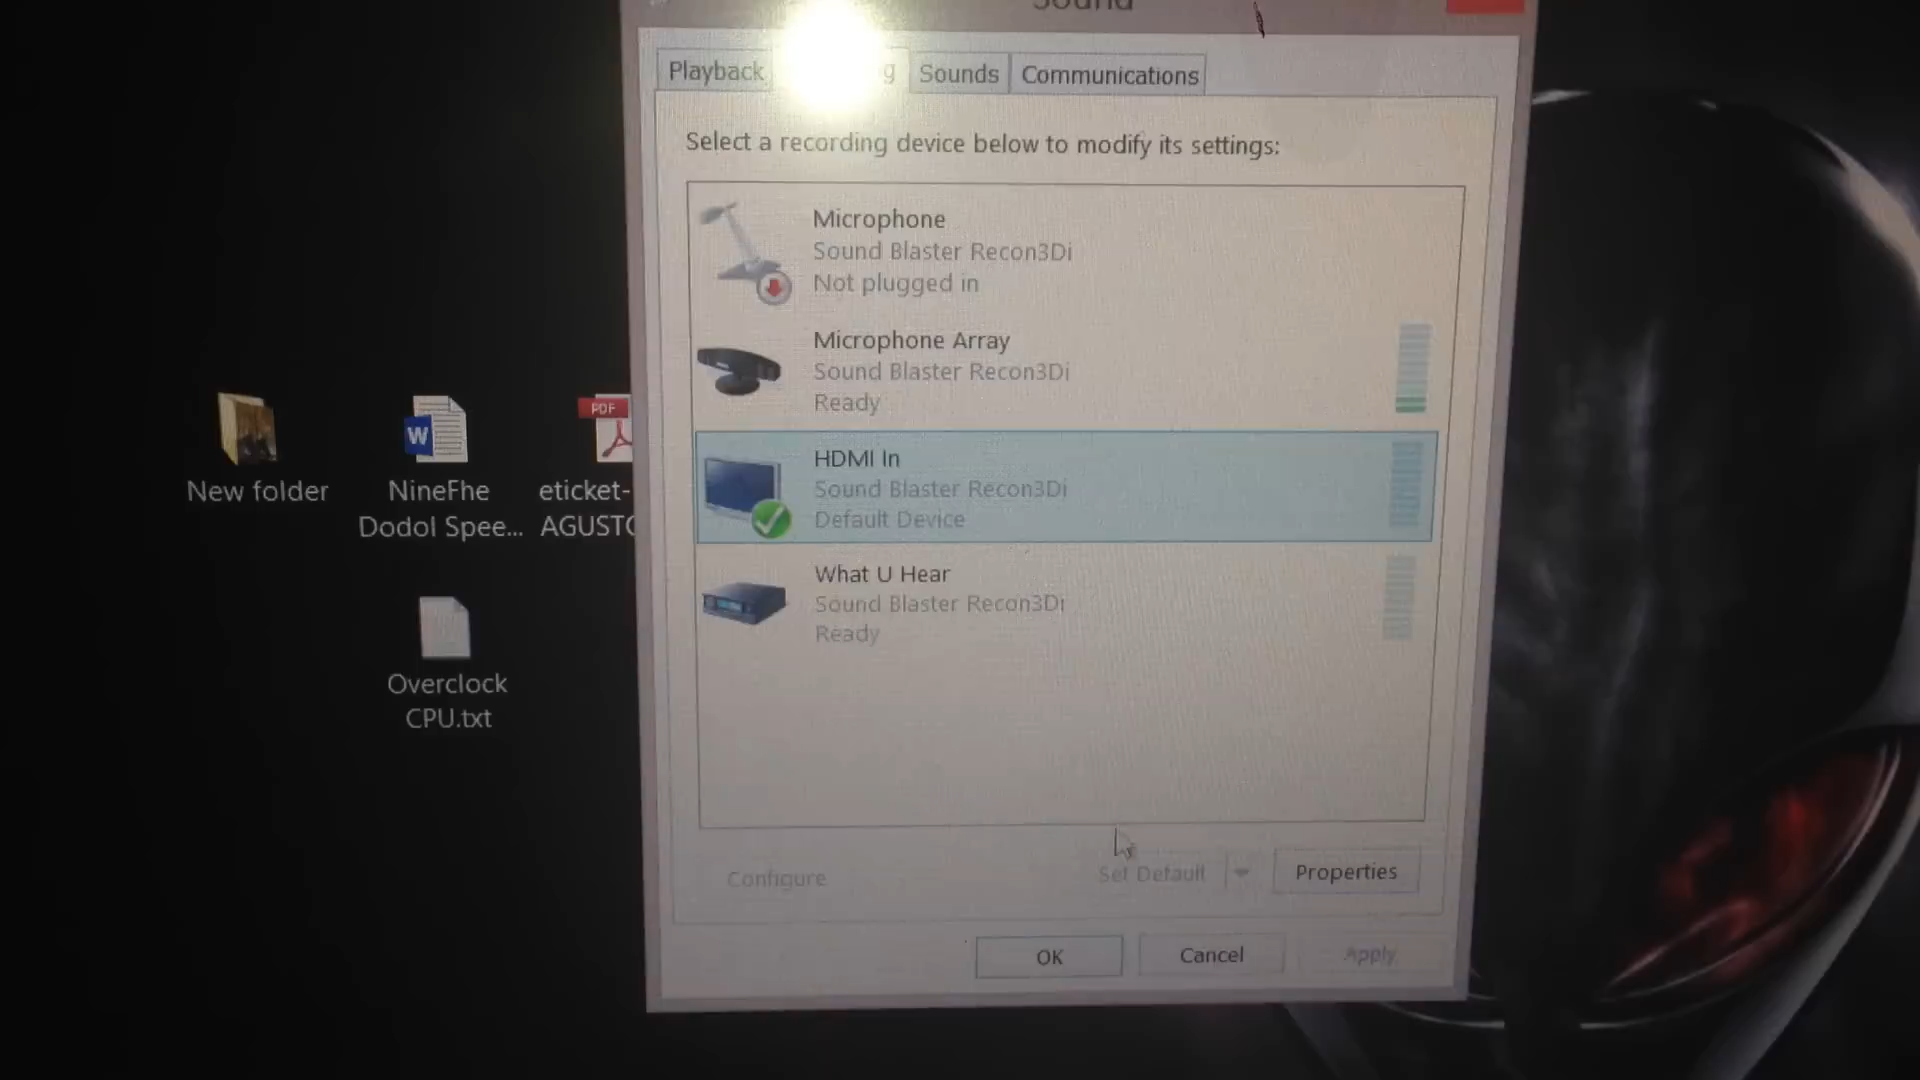 Sound
Playback
Sounds
Communications
Select a recording device below to modify its settings:
Microphone
Sound Blaster Recon3Di
Not plugged in
Microphone Array
Sound Blaster Recon3Di
Ready
HDMI In
Sound Blaster Recon3Di
Default Device
What U Hear
Sound Blaster Recon3Di
Ready
Configure
Set Default
Properties
OK
Cancel
Apply
New folder
W
NineFhe
Dodol Spee...
PDF
eticket-
Overclock
CPU.txt